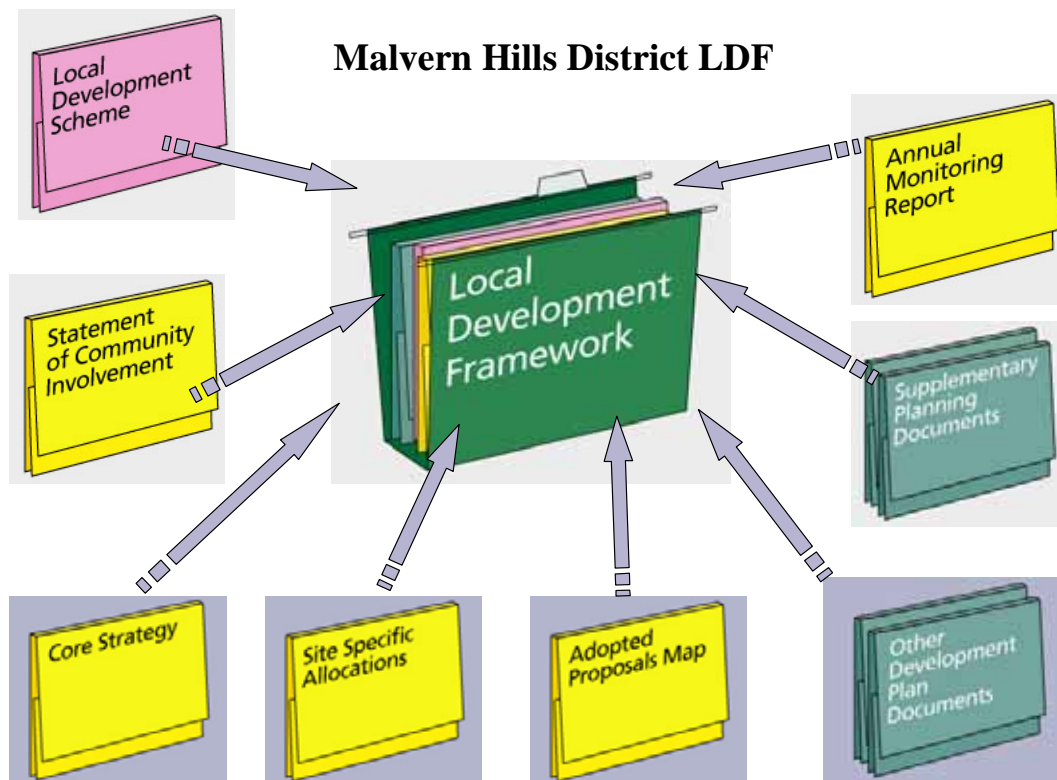 Malvern Hills District LDF
Local
Development
Scheme
Annual
Monitoring
Report
Local
Development
Framework
Statement
of Community
Involvement
Supplementary
Planning
Documents
Core Strategy
Site Specific
Allocations
Adopted
Proposals Map
Other
Development
Plan
Documents